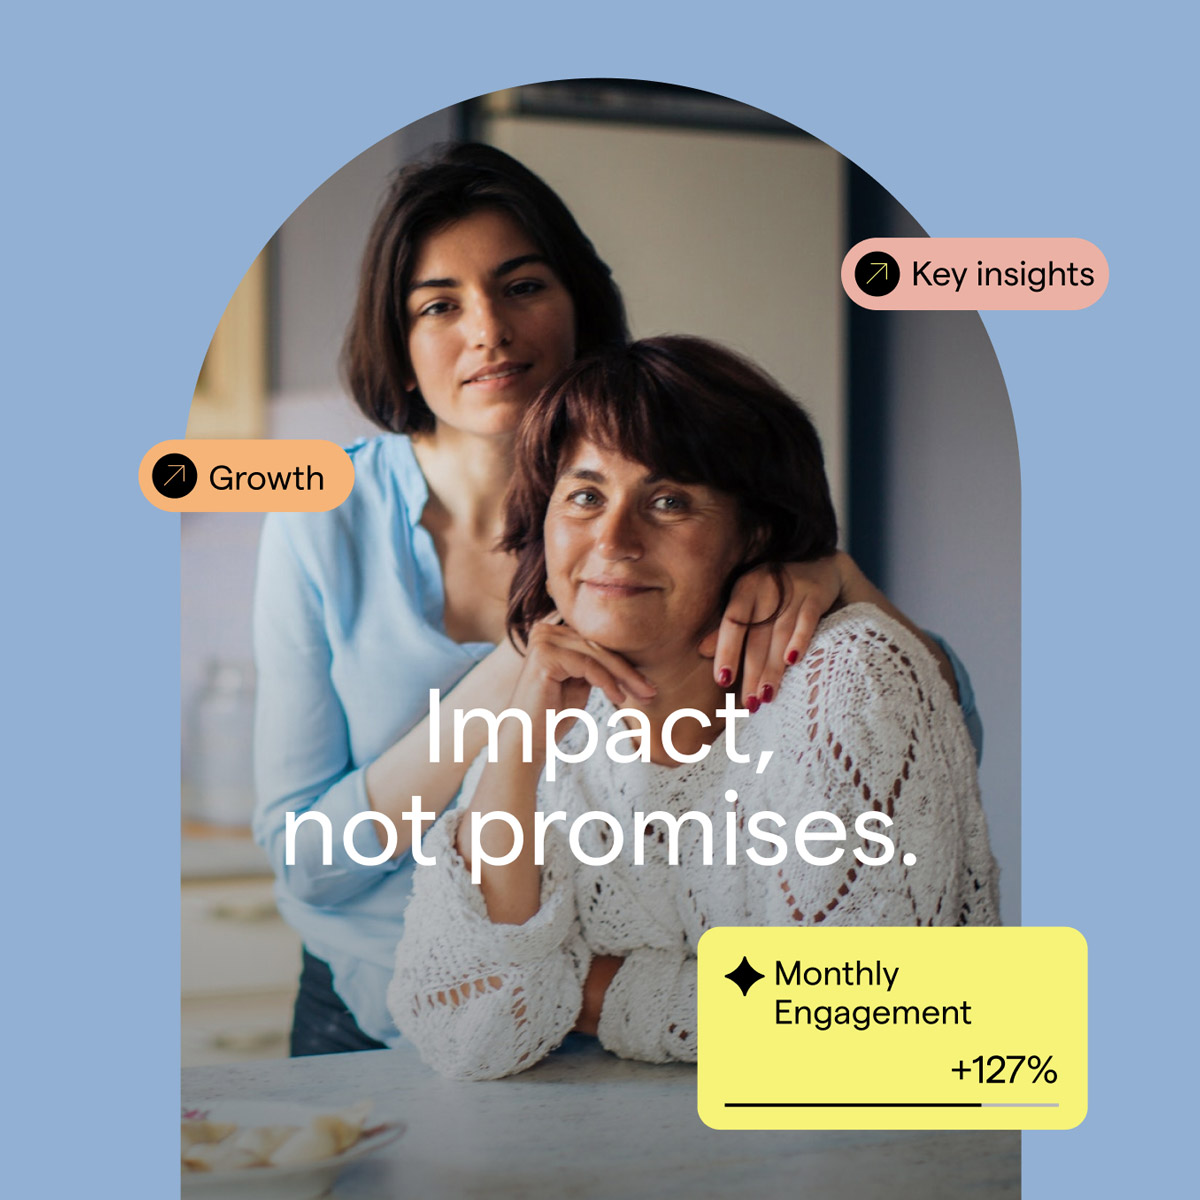 Key insights
Growth
Impact,
not promises.
Monthly
Engagement
+127%